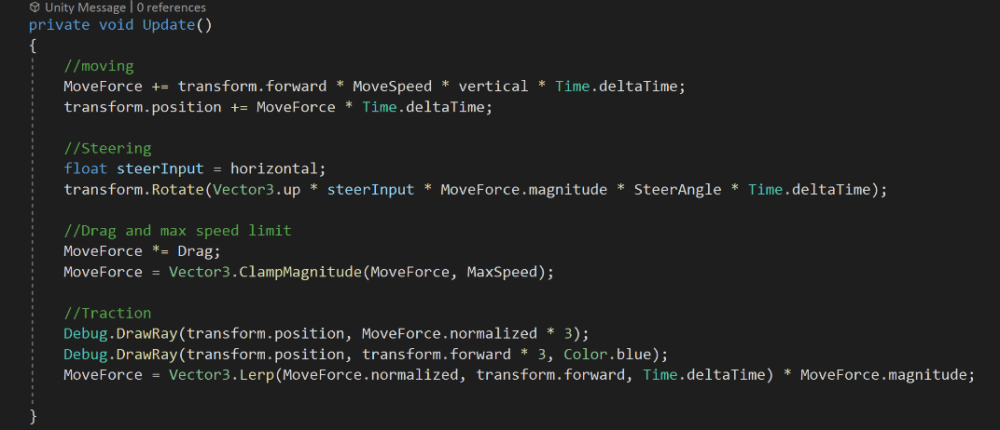 Unity Message | 0 references
private void Update()
{
//moving
MoveForce += transform.forward * MoveSpeed * vertical * Time.deltaTime;
transform.position += MoveForce * Time.deltaTime;
//Steering
float steerInput = horizontal;
transform.Rotate(Vector3.up * steerInput * MoveForce.magnitude * SteerAngle * Time.deltaTime);
//Drag and max speed limit
MoveForce *= Drag;
MoveForce = Vector3.ClampMagnitude(MoveForce, MaxSpeed);
//Traction
Debug.DrawRay(transform.position, MoveForce.normalized * 3);
Debug.DrawRay(transform.position, transform.forward * 3, Color.blue);
MoveForce = Vector3.Lerp(MoveForce.normalized, transform.forward, Time.deltaTime) * MoveForce.magnitude;
}